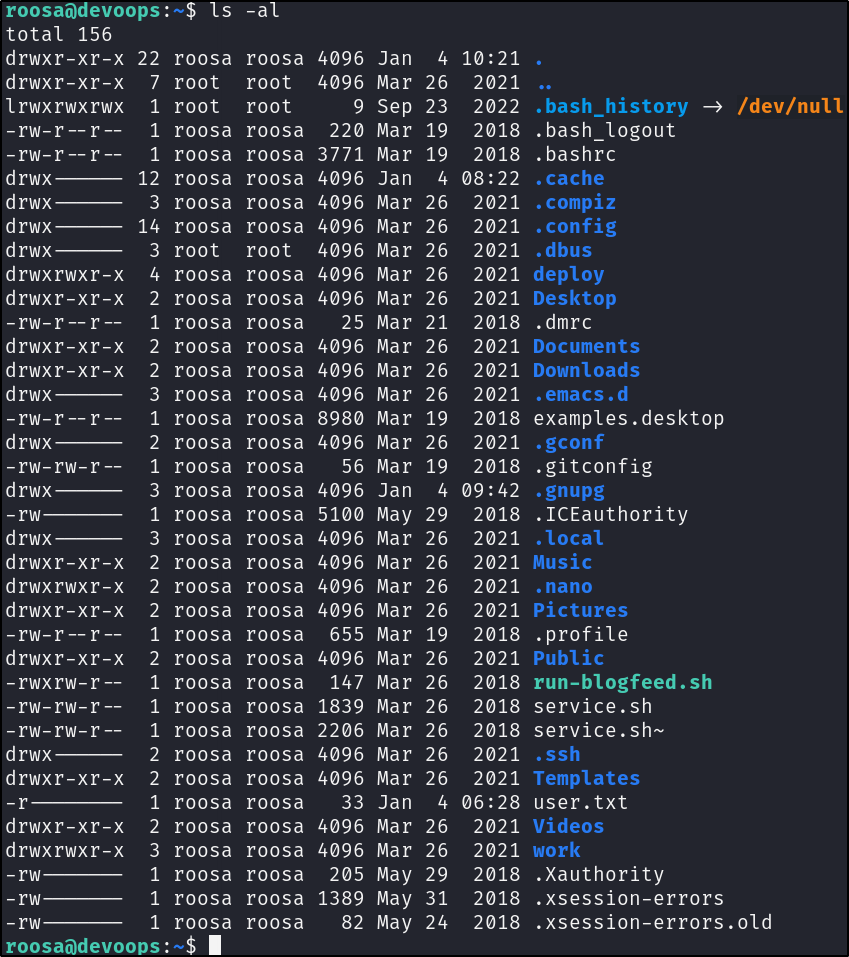 roosa@devoops:~$ ls -al
total 156
drwxr-xr-x 22 roosa roosa 4096 Jan  4 10:21 .
drwxr-xr-x  7 root  root  4096 Mar 26  2021 ..
lrwxrwxrwx  1 root  root     9 Sep 23  2022 .bash_history -> /dev/null
-rw-r--r--  1 roosa roosa  220 Mar 19  2018 .bash_logout
-rw-r--r--  1 roosa roosa 3771 Mar 19  2018 .bashrc
drwx------ 12 roosa roosa 4096 Jan  4 08:22 .cache
drwx------  3 roosa roosa 4096 Mar 26  2021 .compiz
drwx------ 14 roosa roosa 4096 Mar 26  2021 .config
drwx------  3 root  root  4096 Mar 26  2021 .dbus
drwxrwxr-x  4 roosa roosa 4096 Mar 26  2021 deploy
drwxr-xr-x  2 roosa roosa 4096 Mar 26  2021 Desktop
-rw-r--r--  1 roosa roosa   25 Mar 21  2018 .dmrc
drwxr-xr-x  2 roosa roosa 4096 Mar 26  2021 Documents
drwxr-xr-x  2 roosa roosa 4096 Mar 26  2021 Downloads
drwx------  3 roosa roosa 4096 Mar 26  2021 .emacs.d
-rw-r--r--  1 roosa roosa 8980 Mar 19  2018 examples.desktop
drwx------  2 roosa roosa 4096 Mar 26  2021 .gconf
-rw-rw-r--  1 roosa roosa   56 Mar 19  2018 .gitconfig
drwx------  3 roosa roosa 4096 Jan  4 09:42 .gnupg
-rw-------  1 roosa roosa 5100 May 29  2018 .ICEauthority
drwx------  3 roosa roosa 4096 Mar 26  2021 .local
drwxr-xr-x  2 roosa roosa 4096 Mar 26  2021 Music
drwxrwxr-x  2 roosa roosa 4096 Mar 26  2021 .nano
drwxr-xr-x  2 roosa roosa 4096 Mar 26  2021 Pictures
-rw-r--r--  1 roosa roosa  655 Mar 19  2018 .profile
drwxr-xr-x  2 roosa roosa 4096 Mar 26  2021 Public
-rwxrw-r--  1 roosa roosa  147 Mar 26  2018 run-blogfeed.sh
-rw-rw-r--  1 roosa roosa 1839 Mar 26  2018 service.sh
-rw-rw-r--  1 roosa roosa 2206 Mar 26  2018 service.sh~
drwx------  2 roosa roosa 4096 Mar 26  2021 .ssh
drwxr-xr-x  2 roosa roosa 4096 Mar 26  2021 Templates
-r--------  1 roosa roosa   33 Jan  4 06:28 user.txt
drwxr-xr-x  2 roosa roosa 4096 Mar 26  2021 Videos
drwxrwxr-x  3 roosa roosa 4096 Mar 26  2021 work
-rw-------  1 roosa roosa  205 May 29  2018 .Xauthority
-rw-------  1 roosa roosa 1389 May 31  2018 .xsession-errors
-rw-------  1 roosa roosa   82 May 24  2018 .xsession-errors.old
roosa@devoops:~$